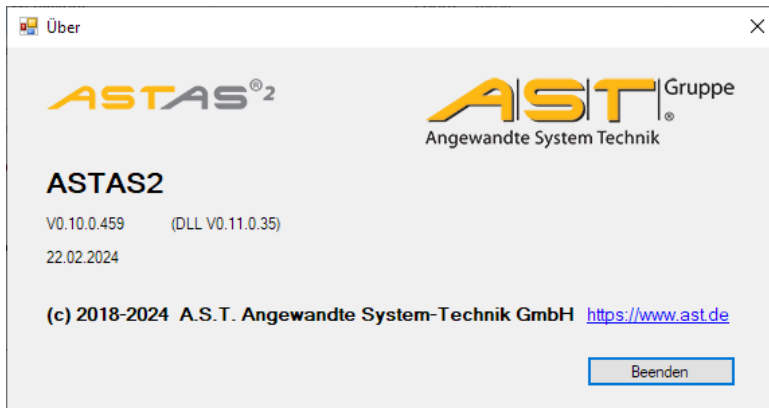 Über
ASTAS®2
A|S|T|Gruppe®
Angewandte System Technik
ASTAS2
V0.10.0.459 (DLL V0.11.0.35)
22.02.2024
(c) 2018-2024 A.S.T. Angewandte System-Technik GmbH https://www.ast.de
Beenden